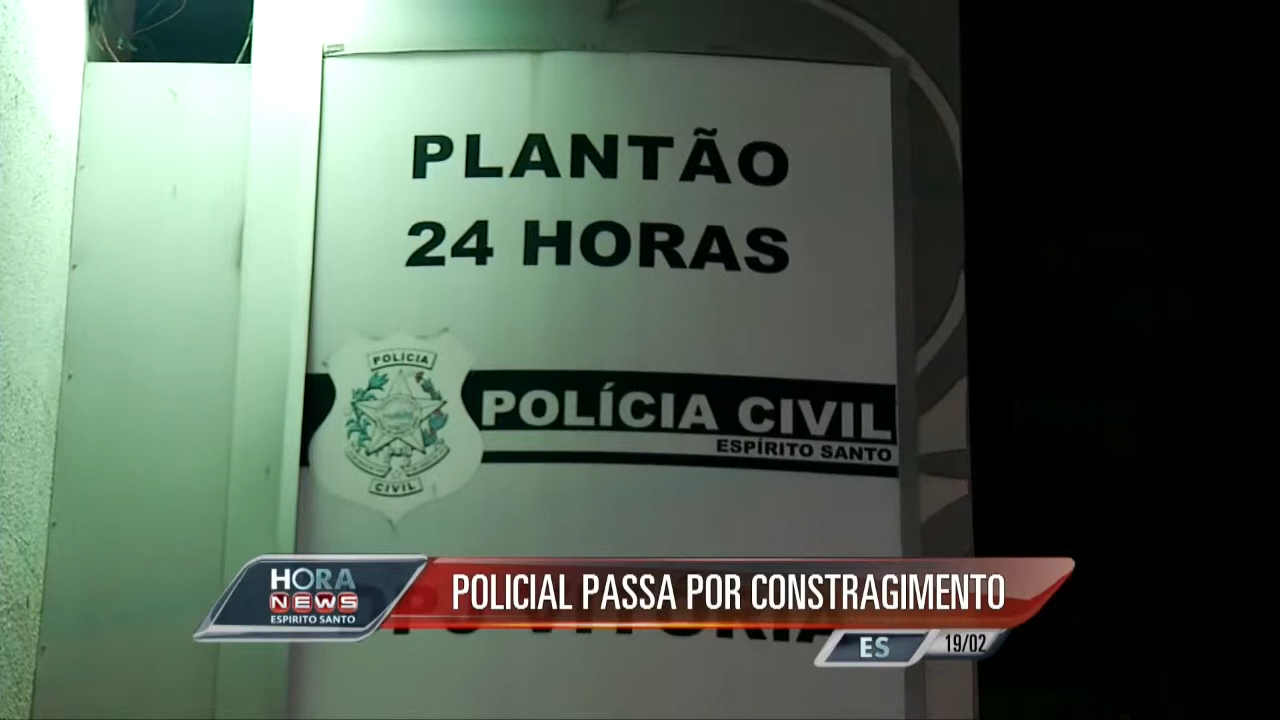 PLANTÃO
24 HORAS
POLÍCIA
CIVIL
POLÍCIA CIVIL
ESPÍRITO SANTO
HORA
NEWS
ESPIRITO SANTO
POLICIAL PASSA POR CONSTRAGIMENTO
ES
19/02